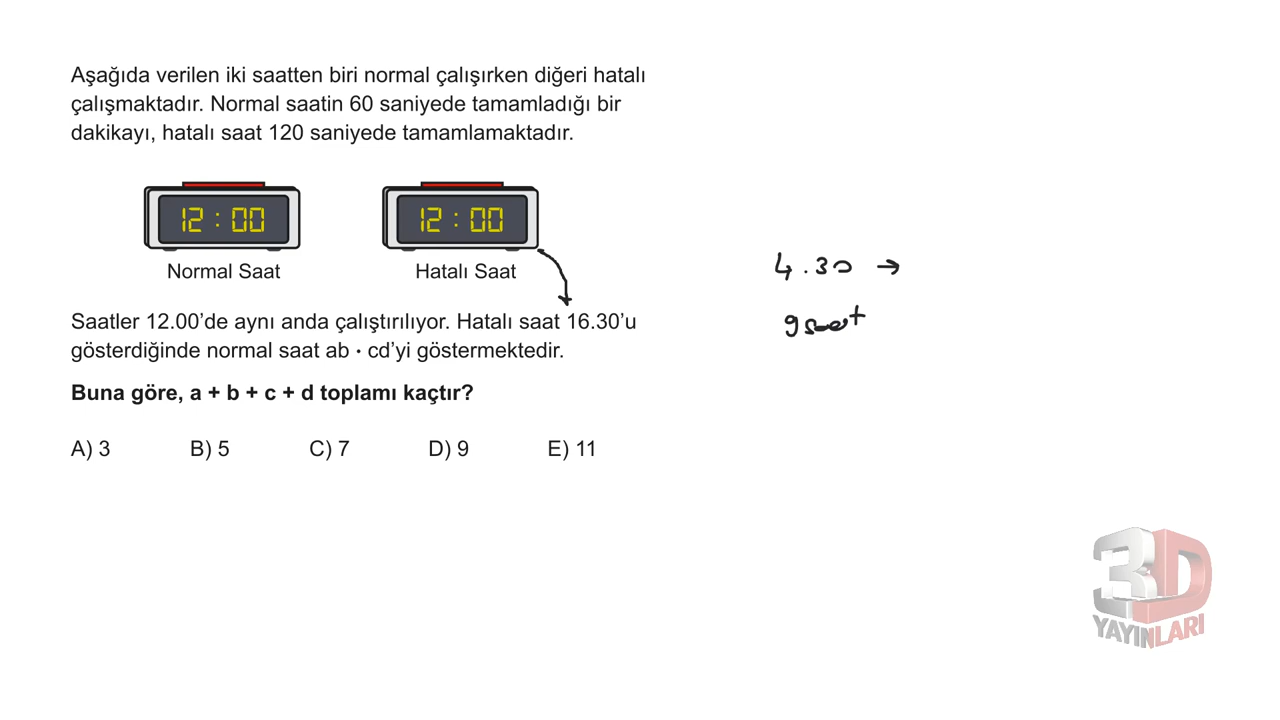 Aşağıda verilen iki saatten biri normal çalışırken diğeri hatalı
çalışmaktadır. Normal saatin 60 saniyede tamamladığı bir
dakikayı, hatalı saat 120 saniyede tamamlamaktadır.
12 : 00
12 : 00
Normal Saat
Hatalı Saat
Saatler 12.00’de aynı anda çalıştırılıyor. Hatalı saat 16.30’u
gösterdiğinde normal saat ab • cd’yi göstermektedir.
Buna göre, a + b + c + d toplamı kaçtır?
A) 3 B) 5 C) 7 D) 9 E) 11
4.30 →
9 saat
3D
YAYINLARI